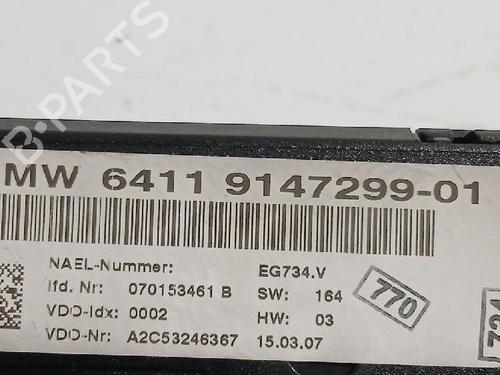 MW 6411 9147299-01
NAEL-Nummer: EG734.V
lfd. Nr: 070153461 B SW: 164
VDO-Idx: 0002 HW: 03
VDO-Nr: A2C53246367 15.03.07
770
B-PARTS